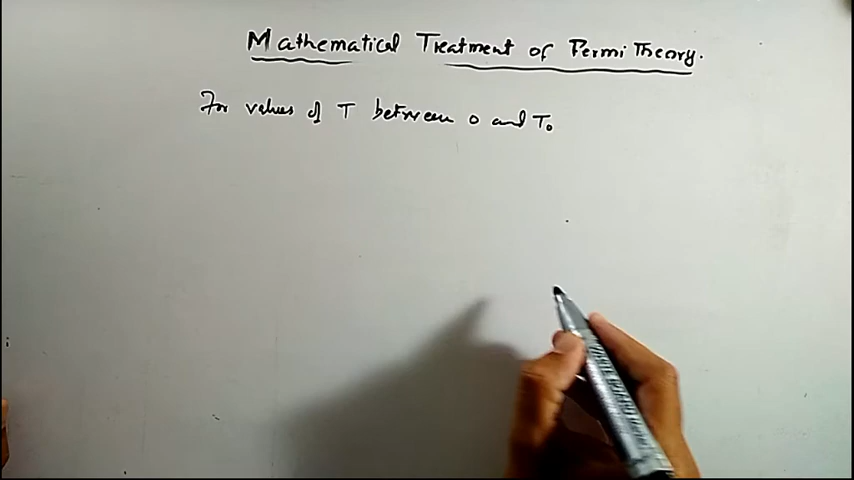 Mathematical Treatment of Fermi Theory.
For values of T between 0 and T₀